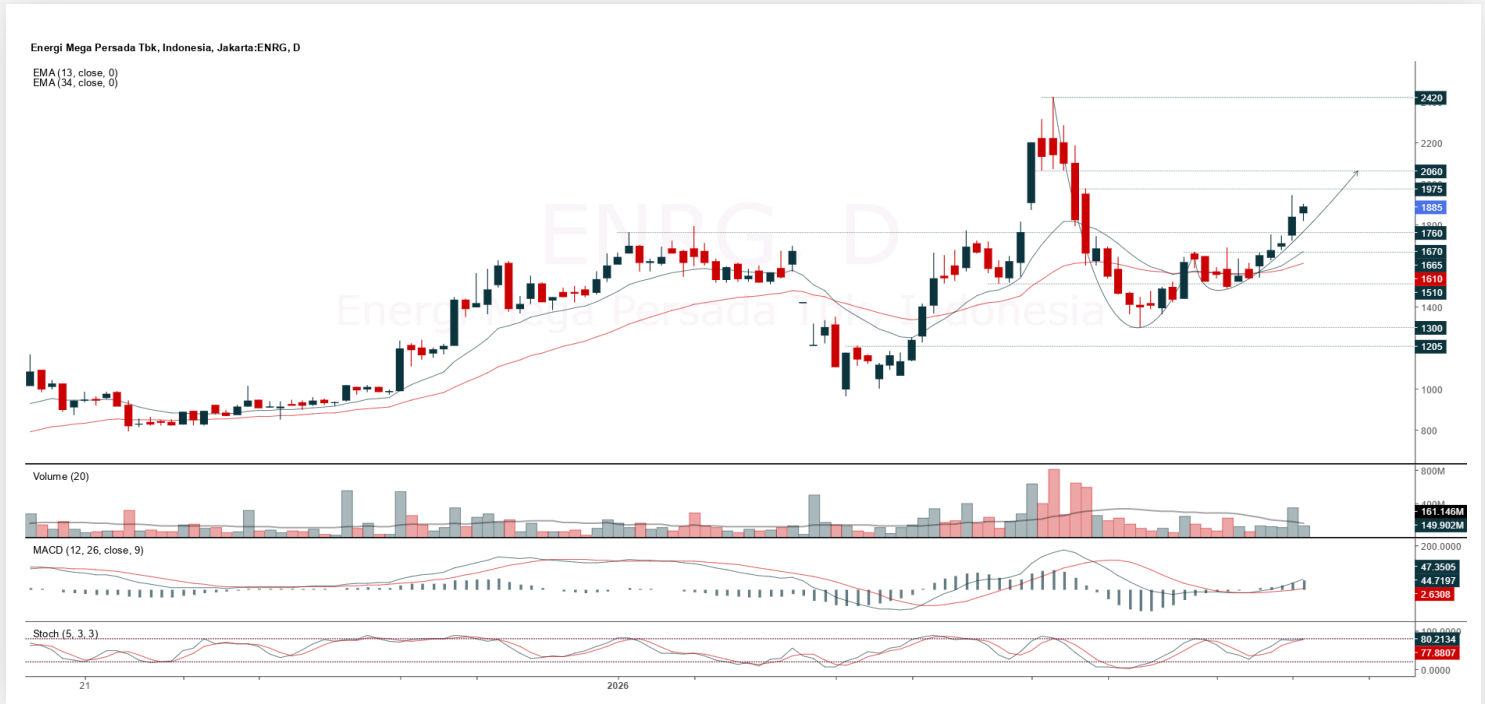 Energi Mega Persada Tbk, Indonesia, Jakarta:ENRG, D
EMA (13, close, 0)
EMA (34, close, 0)
ENRG, D
Energi Mega Persada Tbk, Indonesia
2420
2200
2060
1975
1885
1760
1670
1665
1610
1510
1400
1300
1205
1000
800
Volume (20)
800M
400M
161.146M
149.902M
MACD (12, 26, close, 9)
200.0000
47.3505
44.7197
2.6308
Stoch (5, 3, 3)
100.0000
80.2134
77.8807
0.0000
21
2026